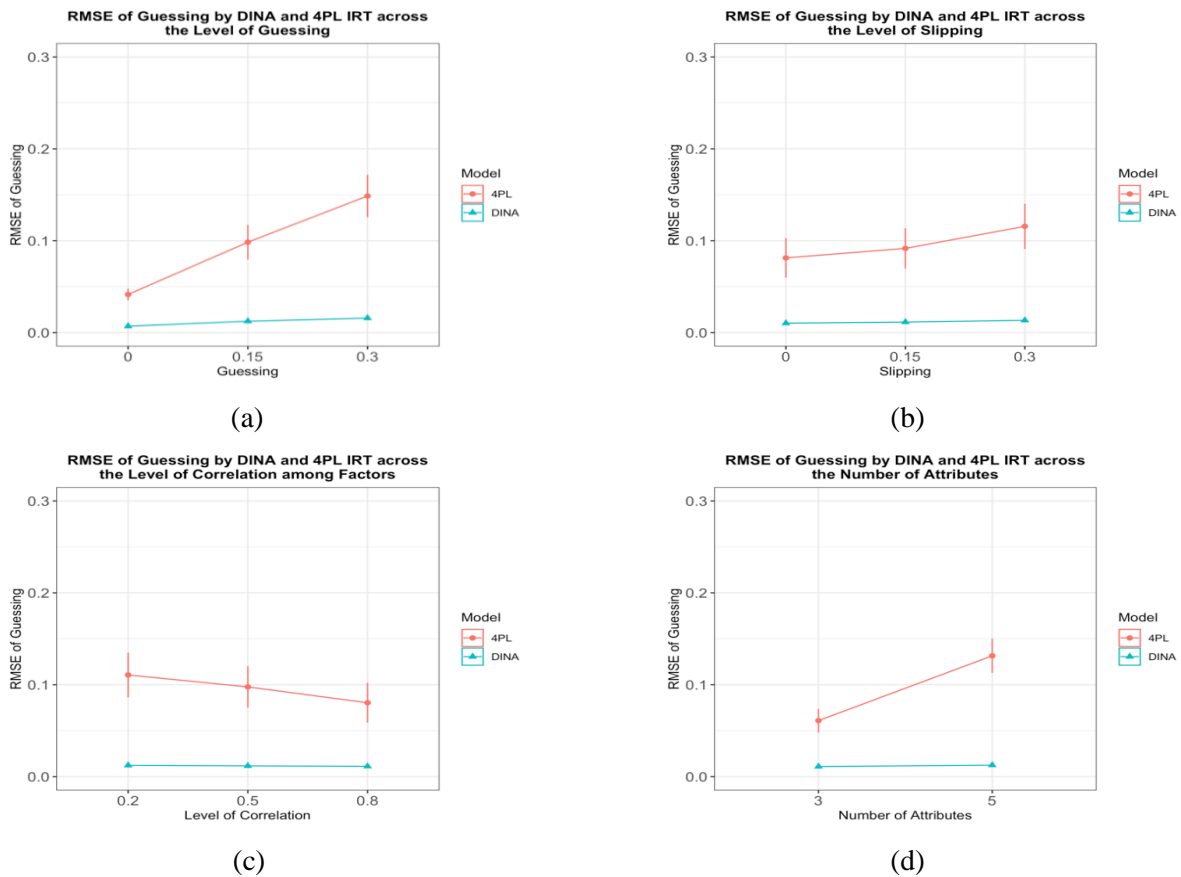 RMSE of Guessing by DINA and 4PL IRT across
the Level of Guessing
RMSE of Guessing
0.3
0.2
0.1
0.0
0
0.15
0.3
Guessing
Model
4PL
DINA
(a)
RMSE of Guessing by DINA and 4PL IRT across
the Level of Slipping
RMSE of Guessing
0.3
0.2
0.1
0.0
0
0.15
0.3
Slipping
Model
4PL
DINA
(b)
RMSE of Guessing by DINA and 4PL IRT across
the Level of Correlation among Factors
RMSE of Guessing
0.3
0.2
0.1
0.0
0.2
0.5
0.8
Level of Correlation
Model
4PL
DINA
(c)
RMSE of Guessing by DINA and 4PL IRT across
the Number of Attributes
RMSE of Guessing
0.3
0.2
0.1
0.0
3
5
Number of Attributes
Model
4PL
DINA
(d)